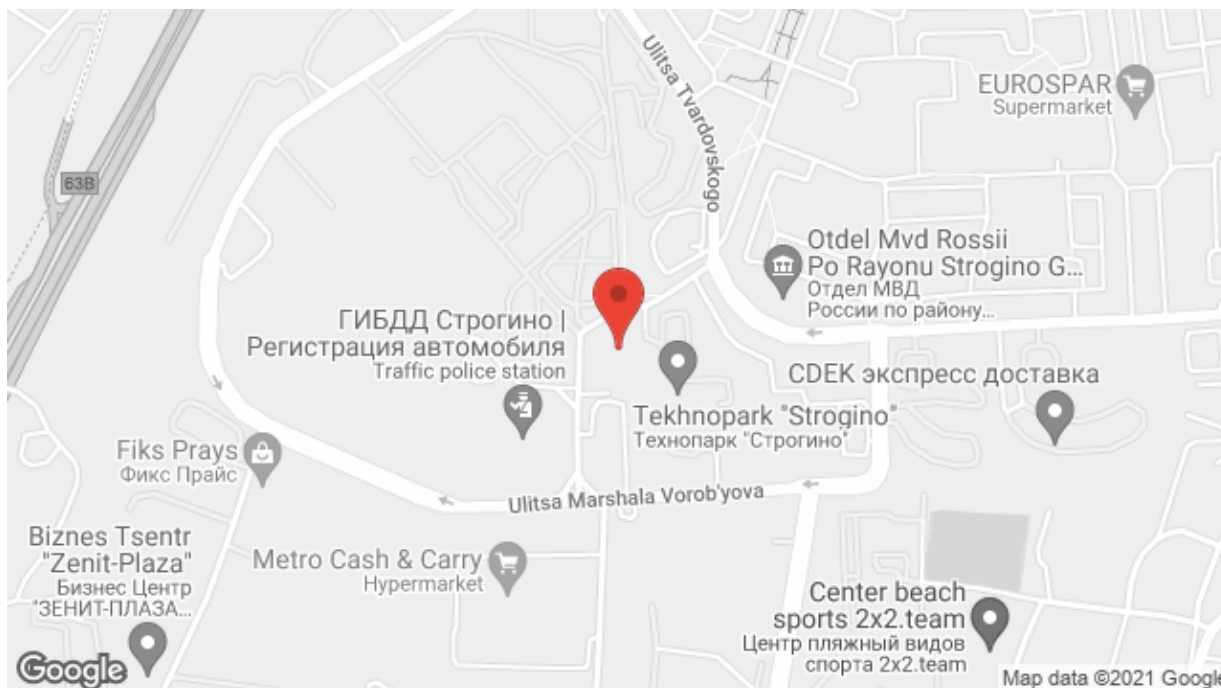 Ulitsa Tvardovskogo
EUROSPAR
Supermarket
63B
Otdel Mvd Rossii
Po Rayonu Strogino G...
Отдел МВД
России по району...
ГИБДД Строгино |
Регистрация автомобиля
Traffic police station
CDEK экспресс доставка
Tekhnopark "Strogino"
Технопарк "Строгино"
Fiks Prays
Фикс Прайс
Ulitsa Marshala Vorob'yova
Biznes Tsentr
"Zenit-Plaza"
Бизнес Центр
"ЗЕНИТ-ПЛАЗА...
Metro Cash & Carry
Hypermarket
Center beach
sports 2x2.team
Центр пляжный видов
спорта 2x2.team
Google
Map data ©2021 Google